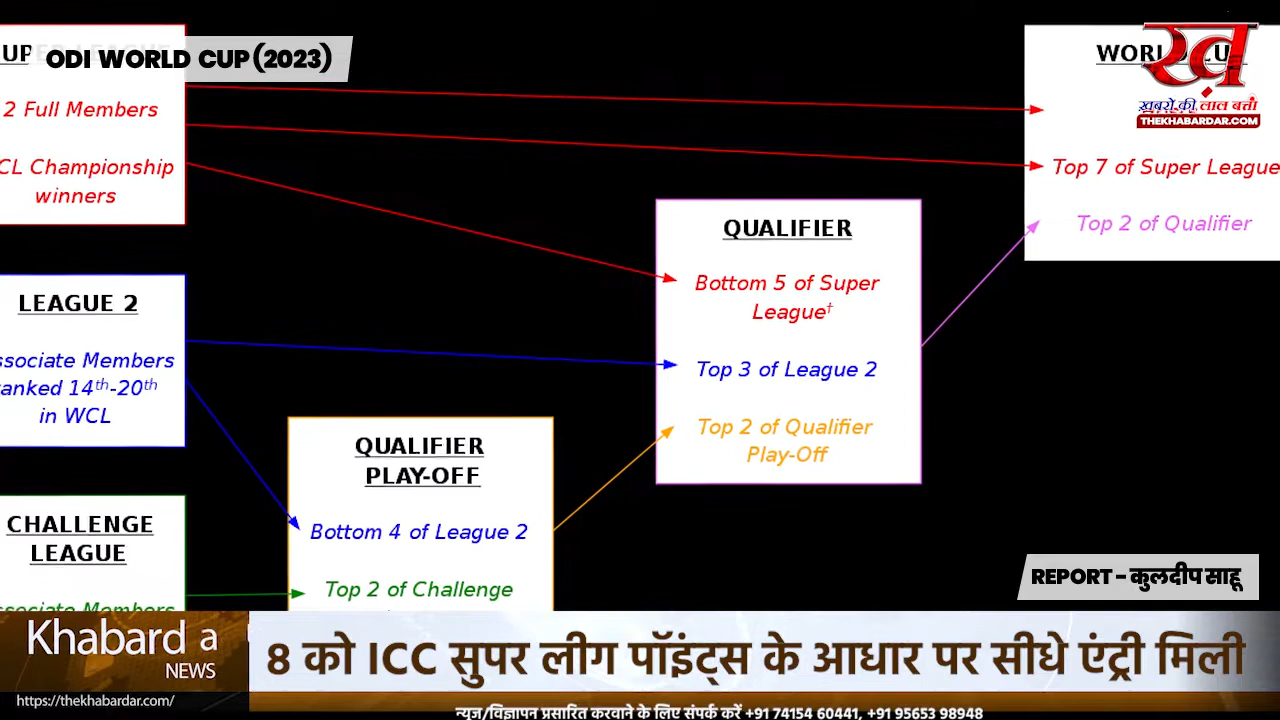 ODI WORLD CUP (2023)
2 Full Members
CL Championship
winners
LEAGUE 2
ssociate Members
anked 14th-20th
in WCL
CHALLENGE
LEAGUE
ssociate Members
QUALIFIER
PLAY-OFF
Bottom 4 of League 2
Top 2 of Challenge
QUALIFIER
Bottom 5 of Super
League†
Top 3 of League 2
Top 2 of Qualifier
Play-Off
Top 7 of Super League
Top 2 of Qualifier
ख़बरों की लाल बत्ती
THEKHABARDAR.COM
REPORT - कुलदीप साहू
Khabard a
NEWS
8 को ICC सुपर लीग पॉइंट्स के आधार पर सीधे एंट्री मिली
https://thekhabardar.com/
न्यूज/विज्ञापन प्रसारित करवाने के लिए संपर्क करें +91 74154 60441, +91 95653 98948